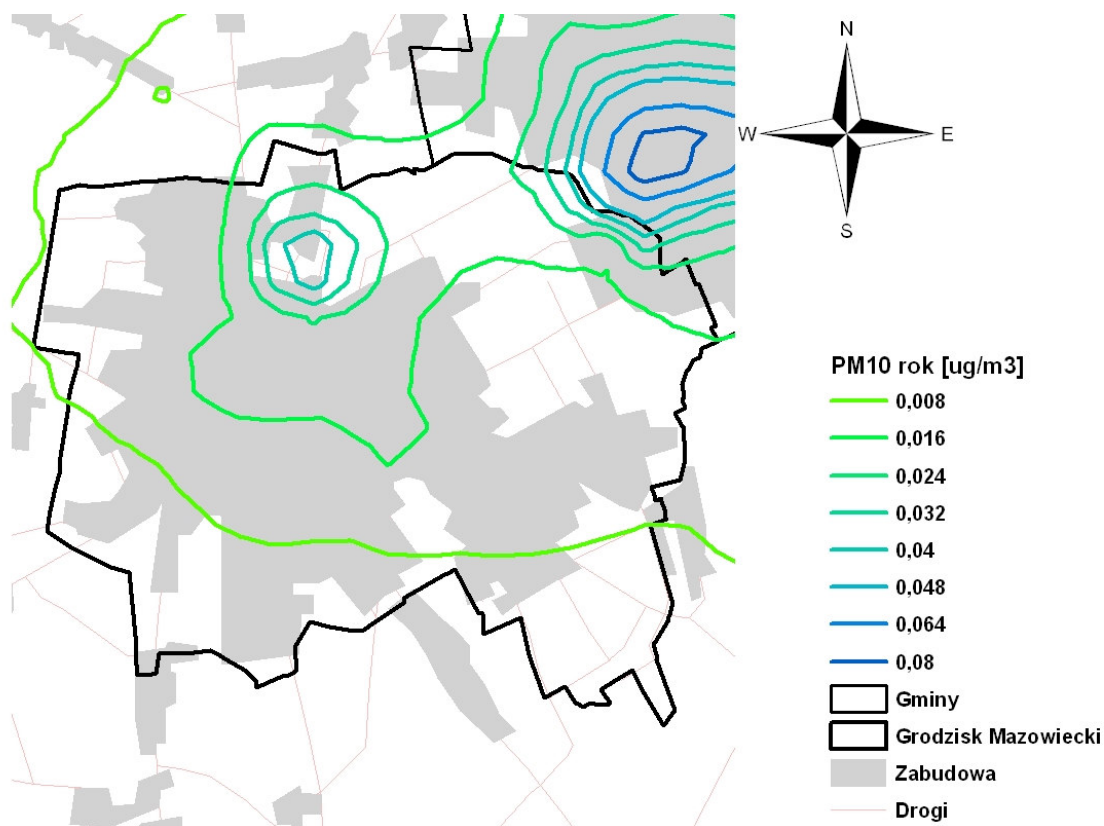 N
W
E
S
PM10 rok [ug/m3]
0,008
0,016
0,024
0,032
0,04
0,048
0,064
0,08
Gminy
Grodzisk Mazowiecki
Zabudowa
Drogi